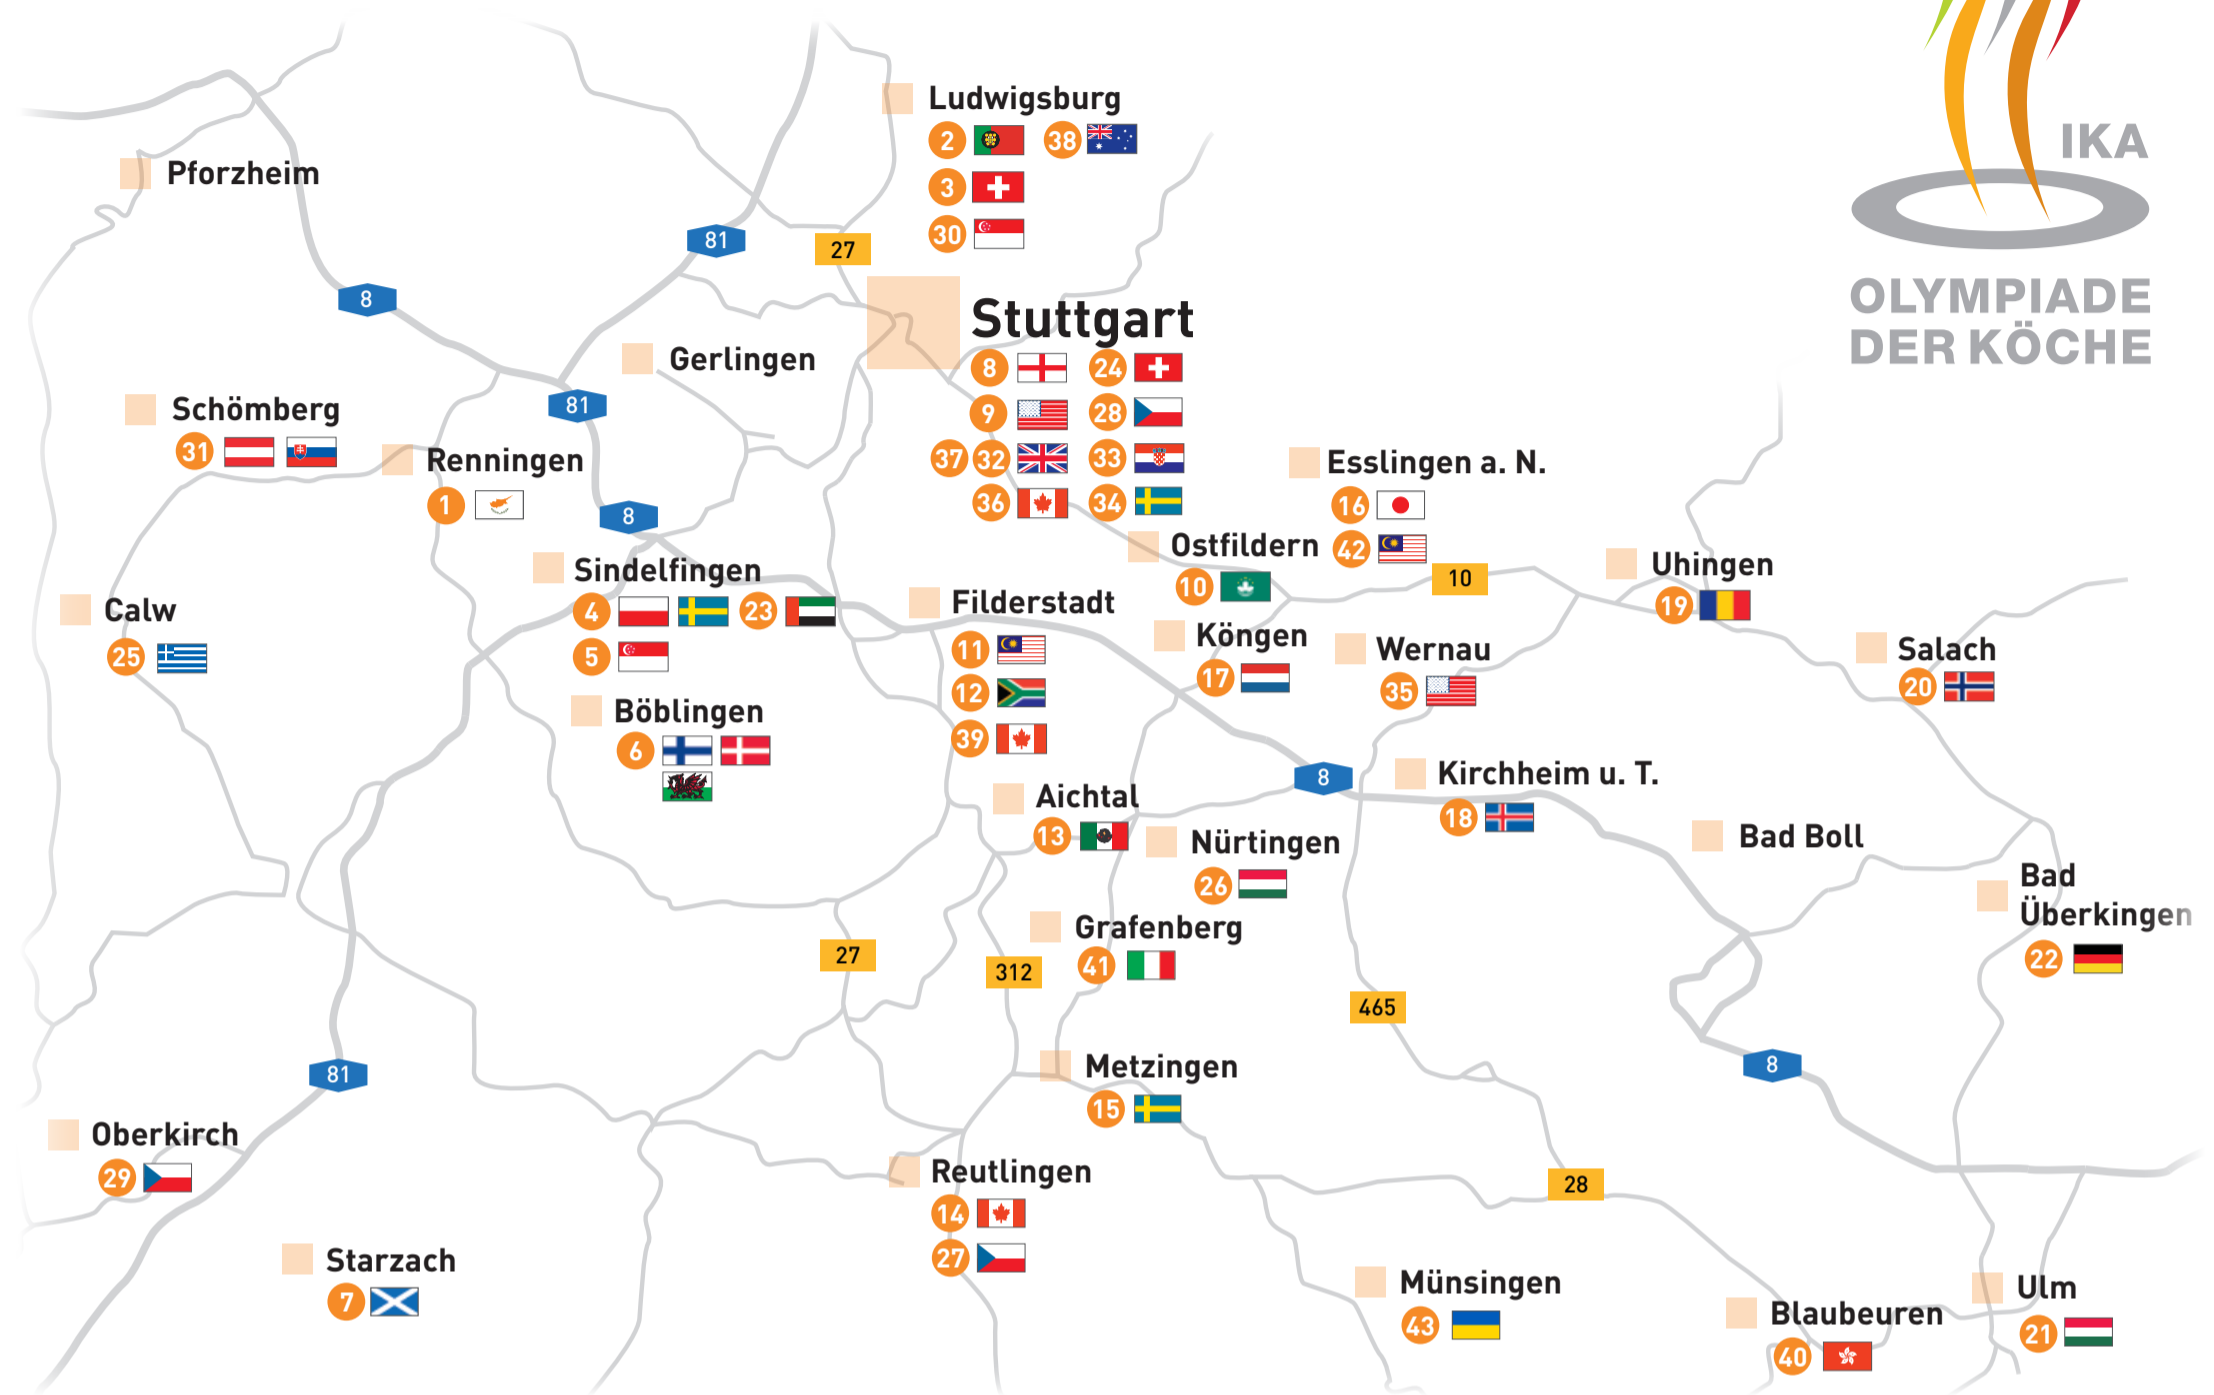 IKA
OLYMPIADE
DER KÖCHE
Ludwigsburg
2 38
3
30
Pforzheim
81
27
8
Stuttgart
8 24
9 28
37 32 33
36 34
Gerlingen
81
Schömberg
31
Renningen
1
8
Esslingen a. N.
16
42
Ostfildern
10
10
Uhingen
19
Sindelfingen
4 23
5
Calw
25
Filderstadt
11
12
39
Köngen
17
Wernau
35
Salach
20
Böblingen
6
8
Kirchheim u. T.
18
Aichtal
13
Nürtingen
26
Bad Boll
Bad
Überkingen
22
Grafenberg
41
27
312
465
Metzingen
15
81
8
Oberkirch
29
Reutlingen
14
27
28
Starzach
7
Münsingen
43
Blaubeuren
40
Ulm
21